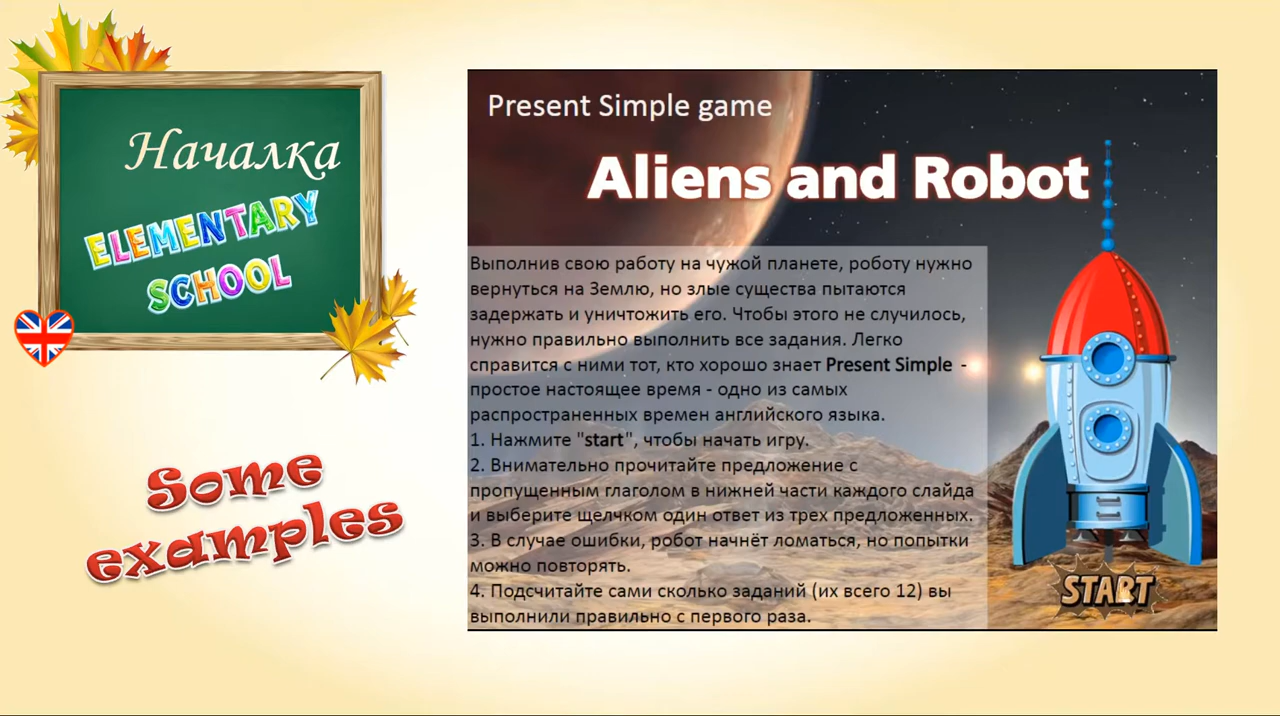 Началка
ELEMENTARY
SCHOOL
Some
examples
Present Simple game
Aliens and Robot
Выполнив свою работу на чужой планете, роботу нужно
вернуться на Землю, но злые существа пытаются
задержать и уничтожить его. Чтобы этого не случилось,
нужно правильно выполнить все задания. Легко
справится с ними тот, кто хорошо знает Present Simple -
простое настоящее время - одно из самых
распространенных времен английского языка.
1. Нажмите "start", чтобы начать игру.
2. Внимательно прочитайте предложение с
пропущенным глаголом в нижней части каждого слайда
и выберите щелчком один ответ из трех предложенных.
3. В случае ошибки, робот начнёт ломаться, но попытки
можно повторять.
4. Подсчитайте сами сколько заданий (их всего 12) вы
выполнили правильно с первого раза.
START